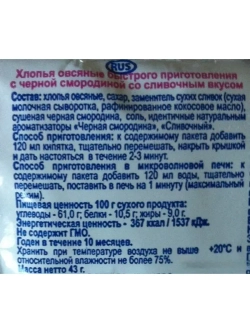 RUS
Хлопья овсяные быстрого приготовления
с черной смородиной со сливочным вкусом
Состав: хлопья овсяные, сахар, заменитель сухих сливок (сухая
молочная сыворотка, рафинированное кокосовое масло),
сушеная черная смородина, соль, идентичные натуральным
ароматизаторы "Черная смородина", "Сливочный".
Способ приготовления: к содержимому пакета добавить
120 мл кипятка, тщательно перемешать, накрыть крышкой
и дать настояться в течение 2-3 минут.
Способ приготовления в микроволновой печи: к
содержимому пакета добавить 120 мл воды, тщательно
перемешать, поставить в печь на 1 минуту (максимальный
режим).
Пищевая ценность 100 г сухого продукта:
углеводы - 61,0 г; белки - 10,5 г; жиры - 9,0 г.
Энергетическая ценность - 367 ккал / 1537 кДж.
Не содержит ГМО.
Годен в течение 10 месяцев.
Хранить при температуре воздуха не выше +20°С и
относительной влажности не более 75%.
Масса нетто 43 г.